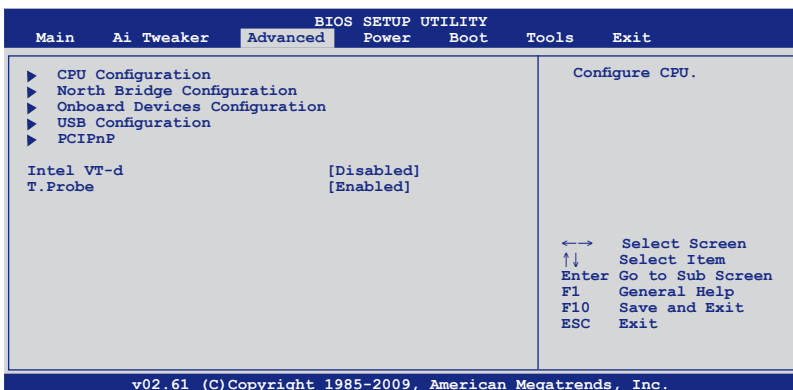 BIOS SETUP UTILITY
Main Ai Tweaker Advanced Power Boot Tools Exit
CPU Configuration
North Bridge Configuration
Onboard Devices Configuration
USB Configuration
PCIPnP
Intel VT-d [Disabled]
T.Probe [Enabled]
Configure CPU.
←→ Select Screen
↑↓ Select Item
Enter Go to Sub Screen
F1 General Help
F10 Save and Exit
ESC Exit
v02.61 (C)Copyright 1985-2009, American Megatrends, Inc.